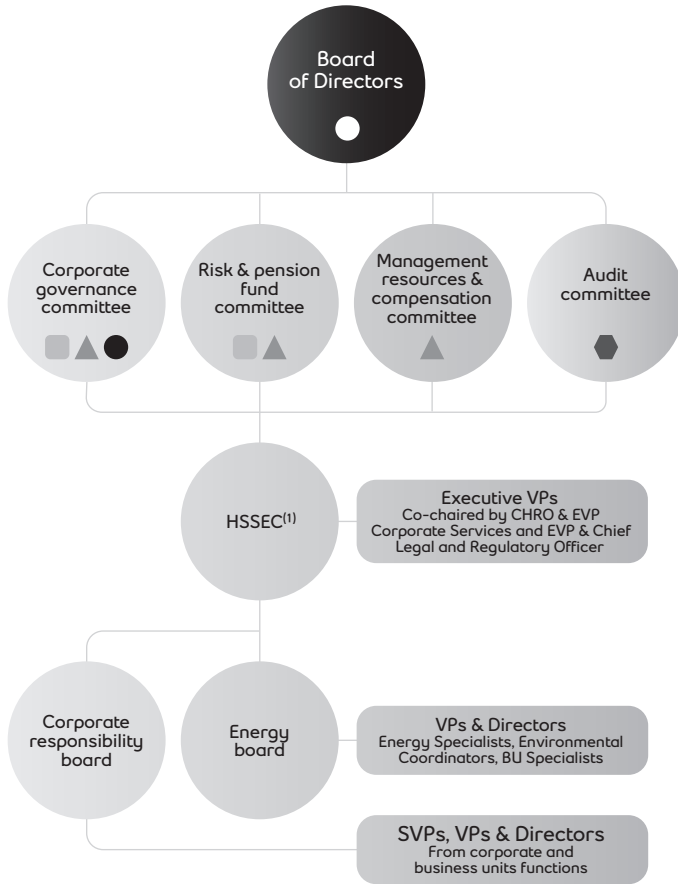 Board
of Directors
Corporate
governance
committee
Risk & pension
fund
committee
Management
resources &
compensation
committee
Audit
committee
HSSEC(1)
Executive VPs
Co-chaired by CHRO & EVP
Corporate Services and EVP & Chief
Legal and Regulatory Officer
Corporate
responsibility
board
Energy
board
VPs & Directors
Energy Specialists, Environmental
Coordinators, BU Specialists
SVPs, VPs & Directors
From corporate and
business units functions